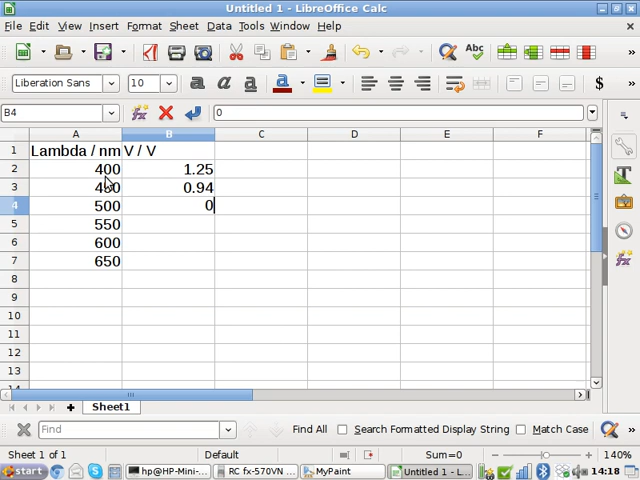 Untitled 1 - LibreOffice Calc
File Edit View Insert Format Sheet Data Tools Window Help
Liberation Sans 10 a a a a $
B4 0
A B C D E F
1 Lambda / nm V / V
2 400 1.25
3 450 0.94
4 500 0
5 550
6 600
7 650
8
9
10
11
12
13
14
Sheet1
Find Find All Search Formatted Display String Match Case
Sheet 1 of 1 Default Sum=0 140%
start hp@HP-Mini-... RC fx-570VN ... MyPaint Untitled 1 - L... 14:18